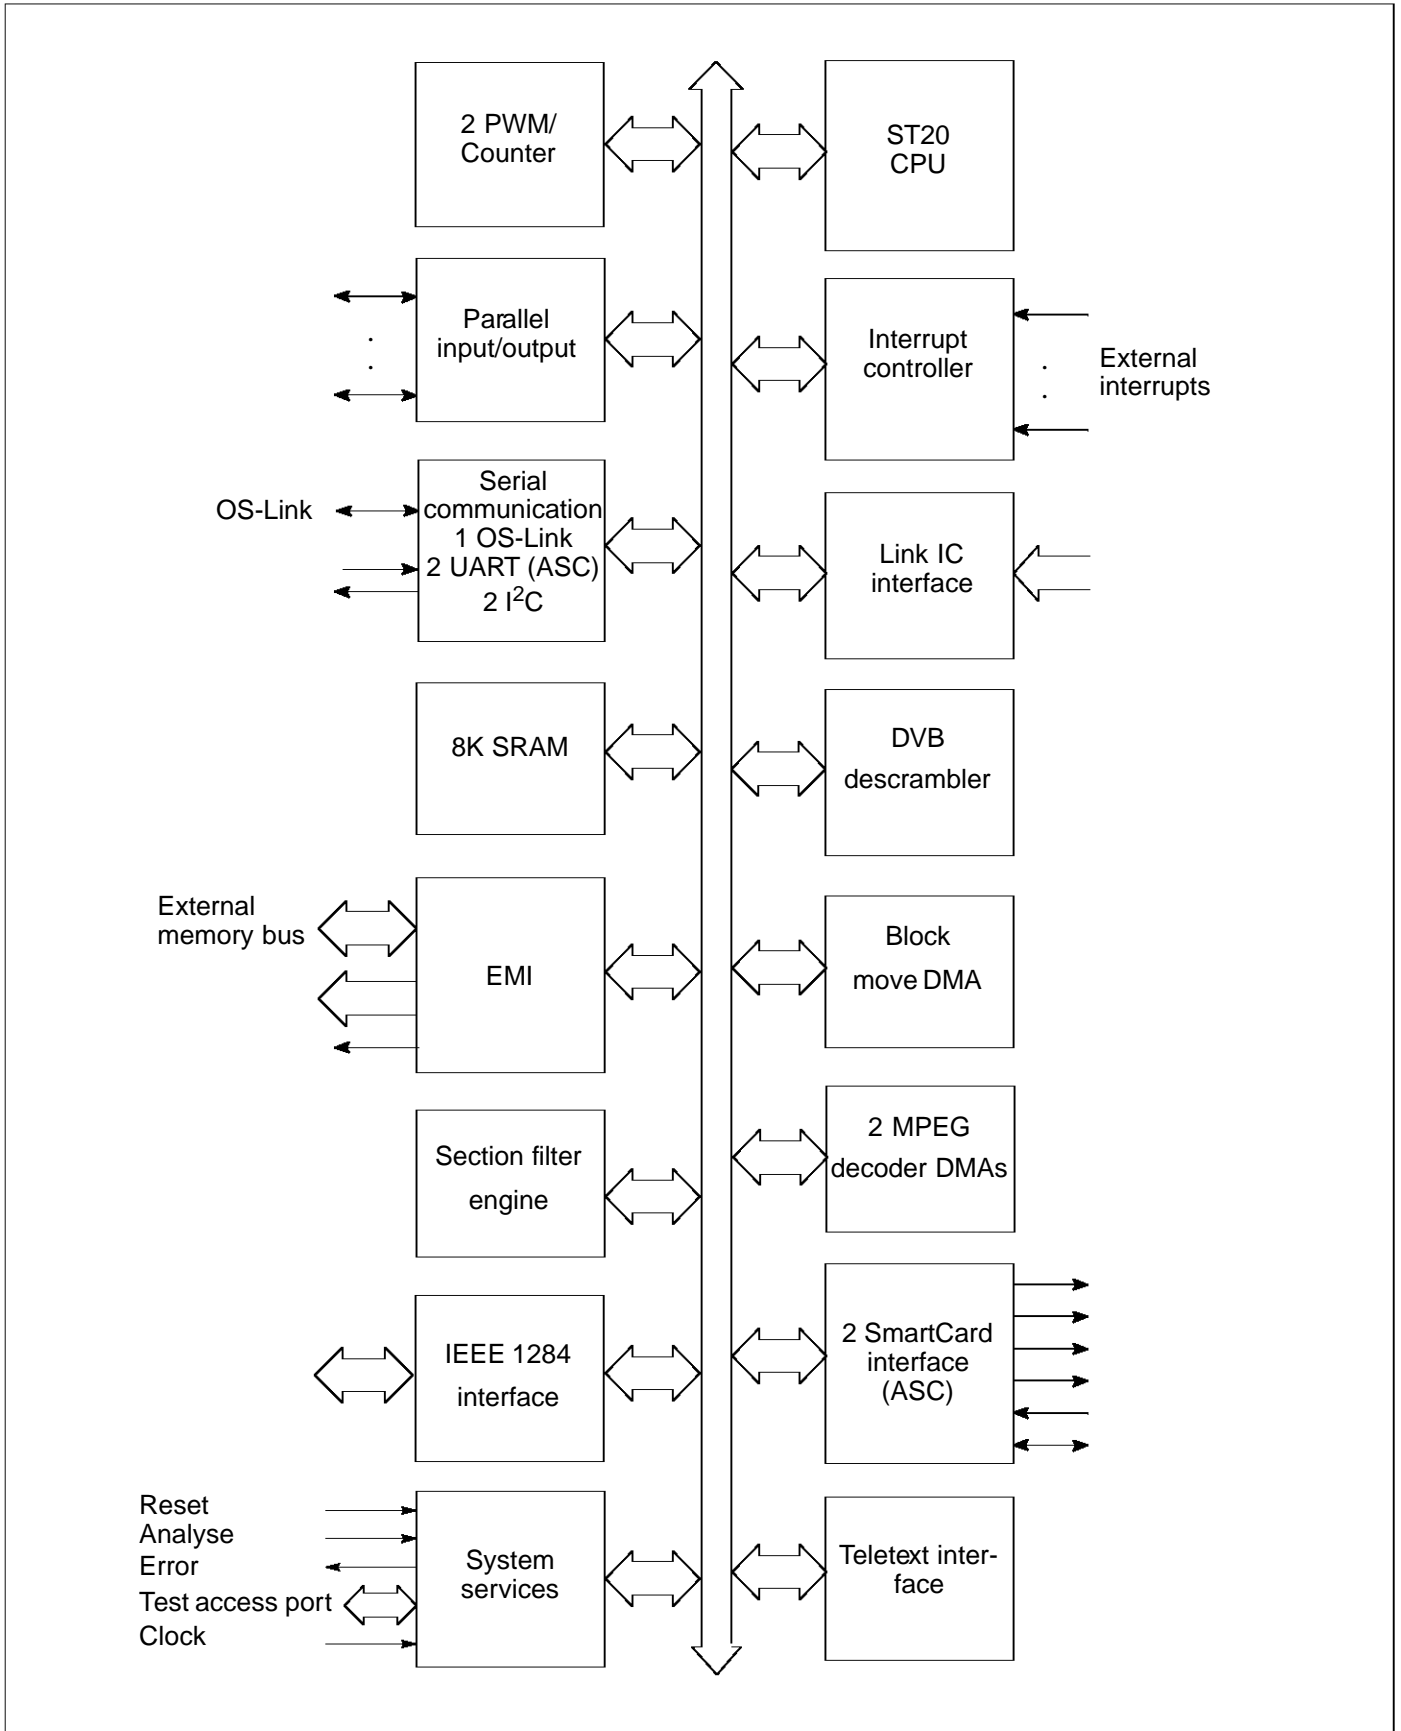 2 PWM/
Counter
ST20
CPU
Parallel
input/output
Interrupt
controller
External
interrupts
OS-Link
Serial
communication
1 OS-Link
2 UART (ASC)
2 I²C
Link IC
interface
8K SRAM
DVB
descrambler
External
memory bus
EMI
Block
move DMA
Section filter
engine
2 MPEG
decoder DMAs
IEEE 1284
interface
2 SmartCard
interface
(ASC)
Reset
Analyse
Error
Test access port
Clock
System
services
Teletext inter-
face